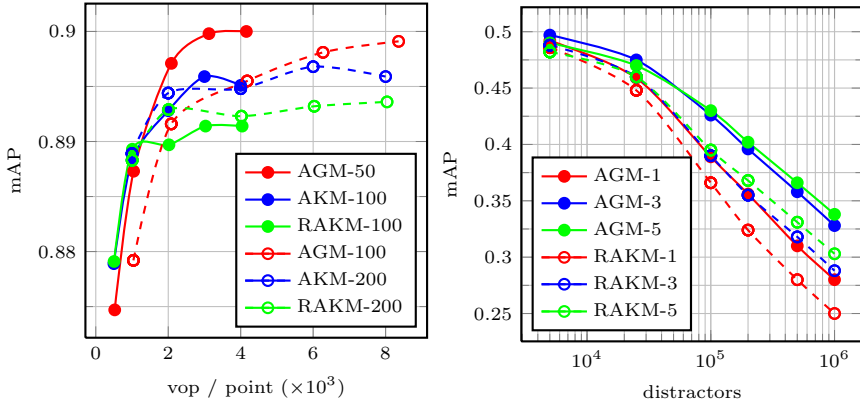 mAP
0.9
0.89
0.88
AGM-50
AKM-100
RAKM-100
AGM-100
AKM-200
RAKM-200
0 2 4 6 8
vop / point (×10³)
mAP
0.5
0.45
0.4
0.35
0.3
0.25
AGM-1
AGM-3
AGM-5
RAKM-1
RAKM-3
RAKM-5
10⁴ 10⁵ 10⁶
distractors